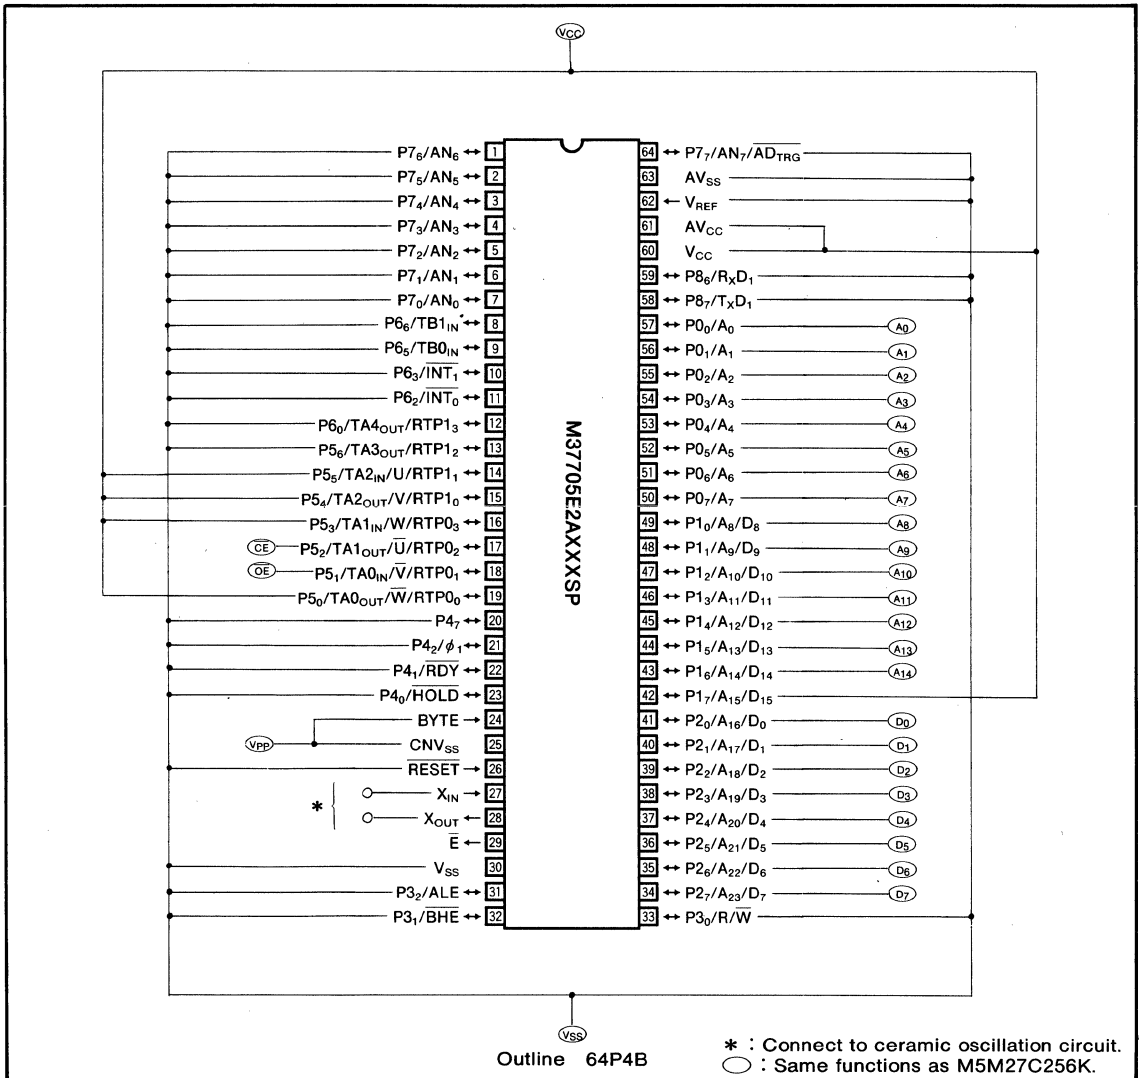 VCC
P7₆/AN₆ ↔ 1
P7₅/AN₅ ↔ 2
P7₄/AN₄ ↔ 3
P7₃/AN₃ ↔ 4
P7₂/AN₂ ↔ 5
P7₁/AN₁ ↔ 6
P7₀/AN₀ ↔ 7
P6₆/TB1IN ↔ 8
P6₅/TB0IN ↔ 9
P6₃/I̅N̅T̅₁ ↔ 10
P6₂/I̅N̅T̅₀ ↔ 11
P6₀/TA4OUT/RTP1₃ ↔ 12
P5₆/TA3OUT/RTP1₂ ↔ 13
P5₅/TA2IN/U/RTP1₁ ↔ 14
P5₄/TA2OUT/V/RTP1₀ ↔ 15
P5₃/TA1IN/W/RTP0₃ ↔ 16
C̅E̅ P5₂/TA1OUT/U̅/RTP0₂ ↔ 17
O̅E̅ P5₁/TA0IN/V̅/RTP0₁ ↔ 18
P5₀/TA0OUT/W̅/RTP0₀ ↔ 19
P4₇ ↔ 20
P4₂/ϕ₁ ↔ 21
P4₁/R̅D̅Y̅ ↔ 22
P4₀/H̅O̅L̅D̅ ↔ 23
BYTE → 24
VPP CNVSS 25
R̅E̅S̅E̅T̅ → 26
* XIN → 27
XOUT ← 28
E̅ ← 29
VSS 30
P3₂/ALE ↔ 31
P3₁/B̅H̅E̅ ↔ 32
M37705E2AXXXSP
64 ↔ P7₇/AN₇/A̅D̅T̅R̅G̅
63 AVSS
62 ← VREF
61 AVCC
60 VCC
59 ↔ P8₆/RXD₁
58 ↔ P8₇/TXD₁
57 ↔ P0₀/A₀ A0
56 ↔ P0₁/A₁ A1
55 ↔ P0₂/A₂ A2
54 ↔ P0₃/A₃ A3
53 ↔ P0₄/A₄ A4
52 ↔ P0₅/A₅ A5
51 ↔ P0₆/A₆ A6
50 ↔ P0₇/A₇ A7
49 ↔ P1₀/A₈/D₈ A8
48 ↔ P1₁/A₉/D₉ A9
47 ↔ P1₂/A₁₀/D₁₀ A10
46 ↔ P1₃/A₁₁/D₁₁ A11
45 ↔ P1₄/A₁₂/D₁₂ A12
44 ↔ P1₅/A₁₃/D₁₃ A13
43 ↔ P1₆/A₁₄/D₁₄ A14
42 ↔ P1₇/A₁₅/D₁₅
41 ↔ P2₀/A₁₆/D₀ D0
40 ↔ P2₁/A₁₇/D₁ D1
39 ↔ P2₂/A₁₈/D₂ D2
38 ↔ P2₃/A₁₉/D₃ D3
37 ↔ P2₄/A₂₀/D₄ D4
36 ↔ P2₅/A₂₁/D₅ D5
35 ↔ P2₆/A₂₂/D₆ D6
34 ↔ P2₇/A₂₃/D₇ D7
33 ↔ P3₀/R/W̅
VSS
Outline 64P4B
* : Connect to ceramic oscillation circuit.
◯ : Same functions as M5M27C256K.